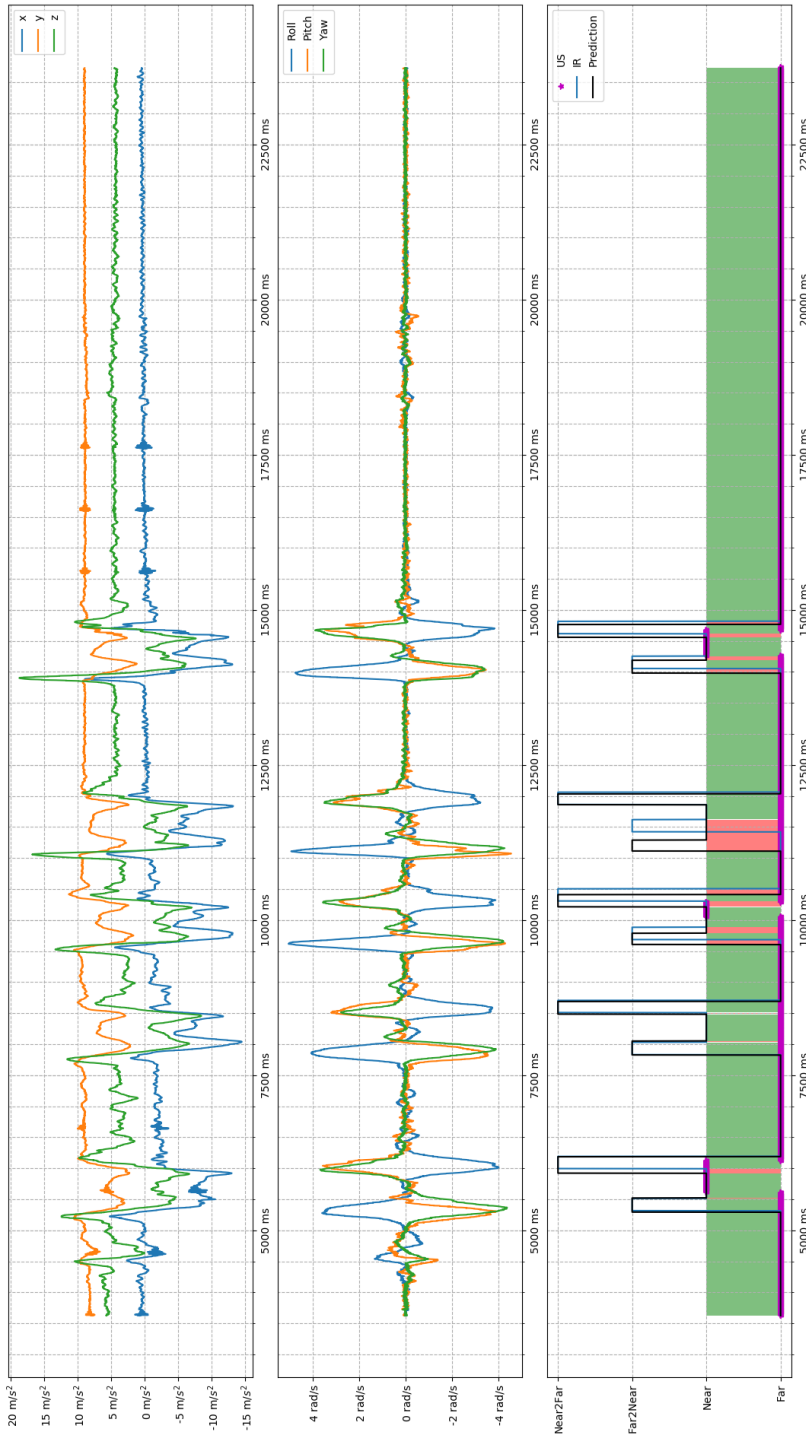 x
y
z
20 m/s²
15 m/s²
10 m/s²
5 m/s²
0 m/s²
-5 m/s²
-10 m/s²
-15 m/s²
5000 ms
7500 ms
10000 ms
12500 ms
15000 ms
17500 ms
20000 ms
22500 ms
Roll
Pitch
Yaw
4 rad/s
2 rad/s
0 rad/s
-2 rad/s
-4 rad/s
5000 ms
7500 ms
10000 ms
12500 ms
15000 ms
17500 ms
20000 ms
22500 ms
US
IR
Prediction
Near2Far
Far2Near
Near
Far
5000 ms
7500 ms
10000 ms
12500 ms
15000 ms
17500 ms
20000 ms
22500 ms